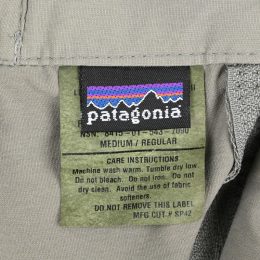 patagonia
NSN: 8415-01-543-7090
MEDIUM / REGULAR
CARE INSTRUCTIONS
Machine wash warm. Tumble dry low.
Do not bleach. Do not iron. Do not
dry clean. Avoid the use of fabric
softeners.
DO NOT REMOVE THIS LABEL
MFG CUT # SP42